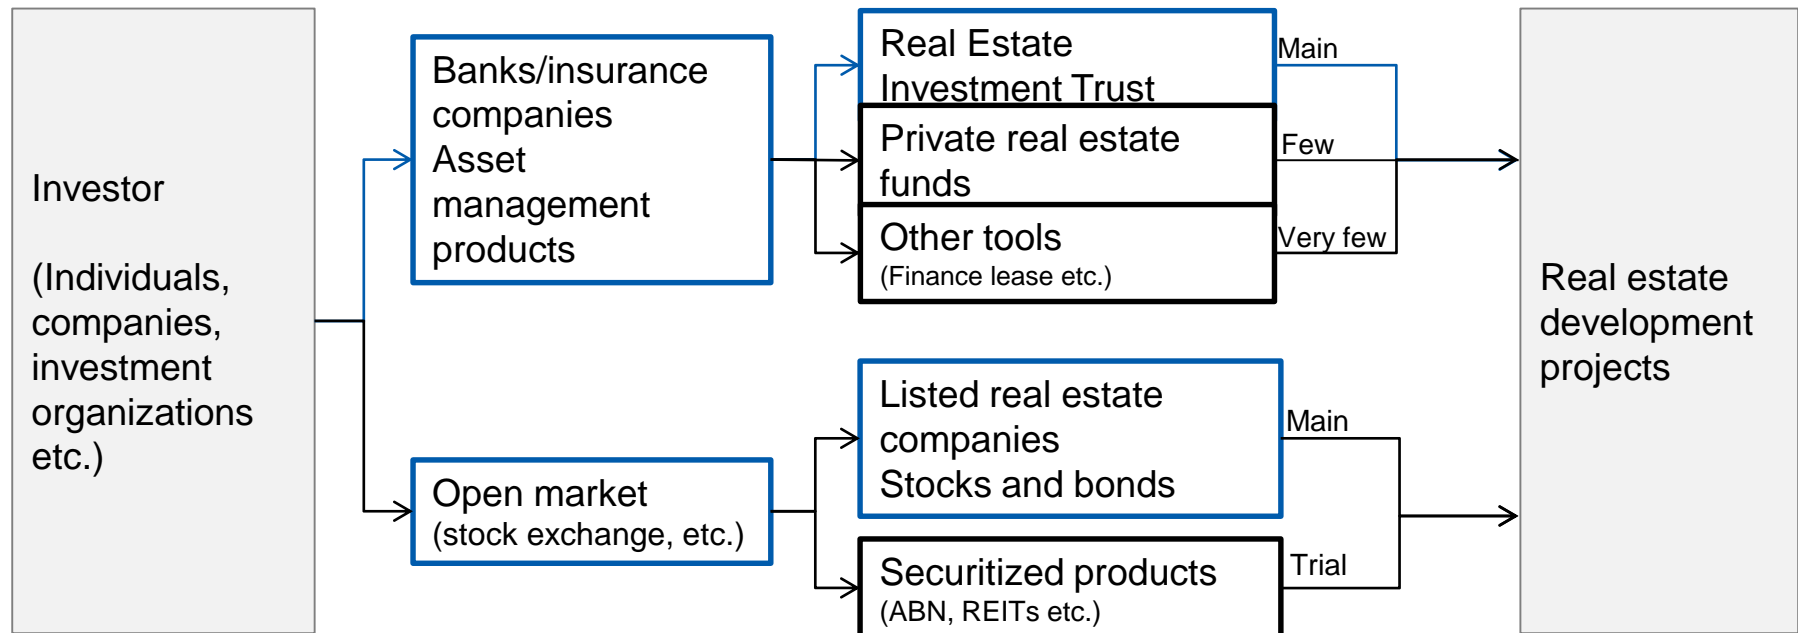 Investor
(Individuals,
companies,
investment
organizations
etc.)
Banks/insurance
companies
Asset
management
products
Open market
(stock exchange, etc.)
Real Estate
Investment Trust
Main
Private real estate
funds
Few
Other tools
(Finance lease etc.)
Very few
Listed real estate
companies
Stocks and bonds
Main
Securitized products
(ABN, REITs etc.)
Trial
Real estate
development
projects